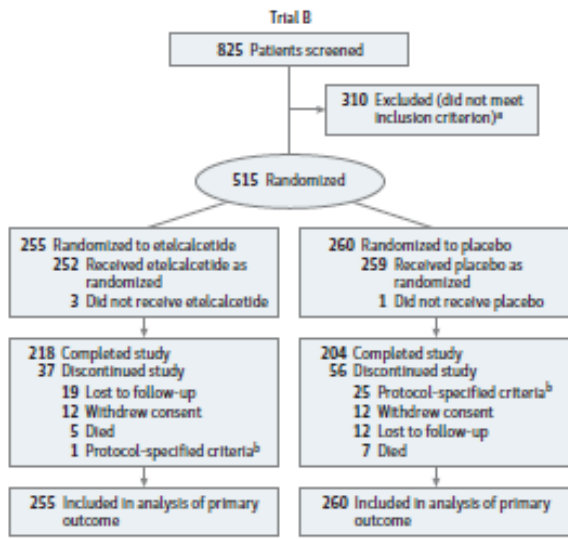 Trial B
825 Patients screened
310 Excluded (did not meet
inclusion criterion)a
515 Randomized
255 Randomized to etelcalcetide
252 Received etelcalcetide as
randomized
3 Did not receive etelcalcetide
260 Randomized to placebo
259 Received placebo as
randomized
1 Did not receive placebo
218 Completed study
37 Discontinued study
19 Lost to follow-up
12 Withdrew consent
5 Died
1 Protocol-specified criteriab
204 Completed study
56 Discontinued study
25 Protocol-specified criteriab
12 Withdrew consent
12 Lost to follow-up
7 Died
255 Included in analysis of primary
outcome
260 Included in analysis of primary
outcome